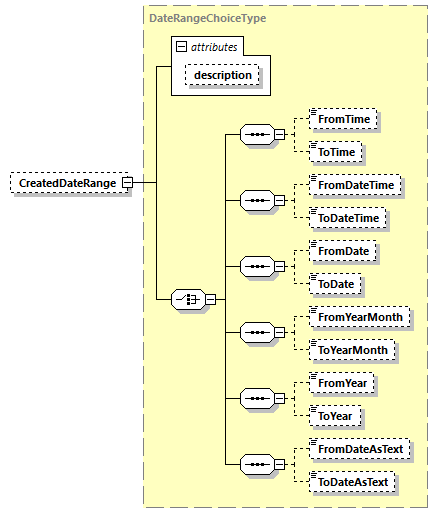 DateRangeChoiceType
attributes
description
FromTime
ToTime
CreatedDateRange
FromDateTime
ToDateTime
FromDate
ToDate
FromYearMonth
ToYearMonth
FromYear
ToYear
FromDateAsText
ToDateAsText